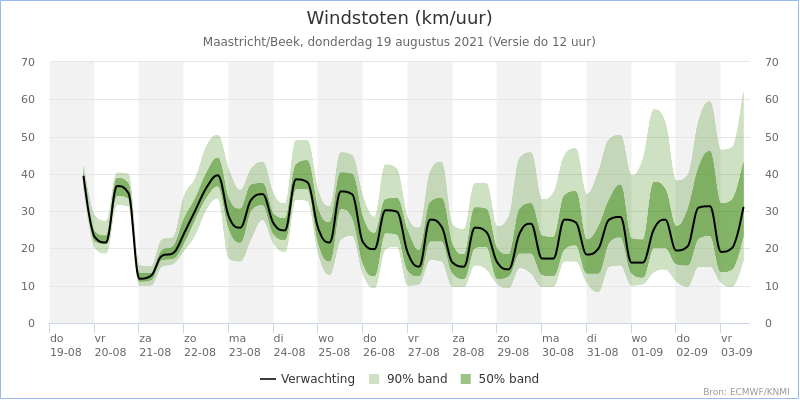 Windstoten (km/uur)
Maastricht/Beek, donderdag 19 augustus 2021 (Versie do 12 uur)
70 70
60 60
50 50
40 40
30 30
20 20
10 10
0 0
do vr za zo ma di wo do vr za zo ma di wo do vr
19-08 20-08 21-08 22-08 23-08 24-08 25-08 26-08 27-08 28-08 29-08 30-08 31-08 01-09 02-09 03-09
Verwachting 90% band 50% band
Bron: ECMWF/KNMI